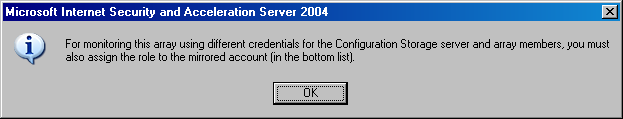 Microsoft Internet Security and Acceleration Server 2004
For monitoring this array using different credentials for the Configuration Storage server and array members, you must
also assign the role to the mirrored account (in the bottom list).
OK